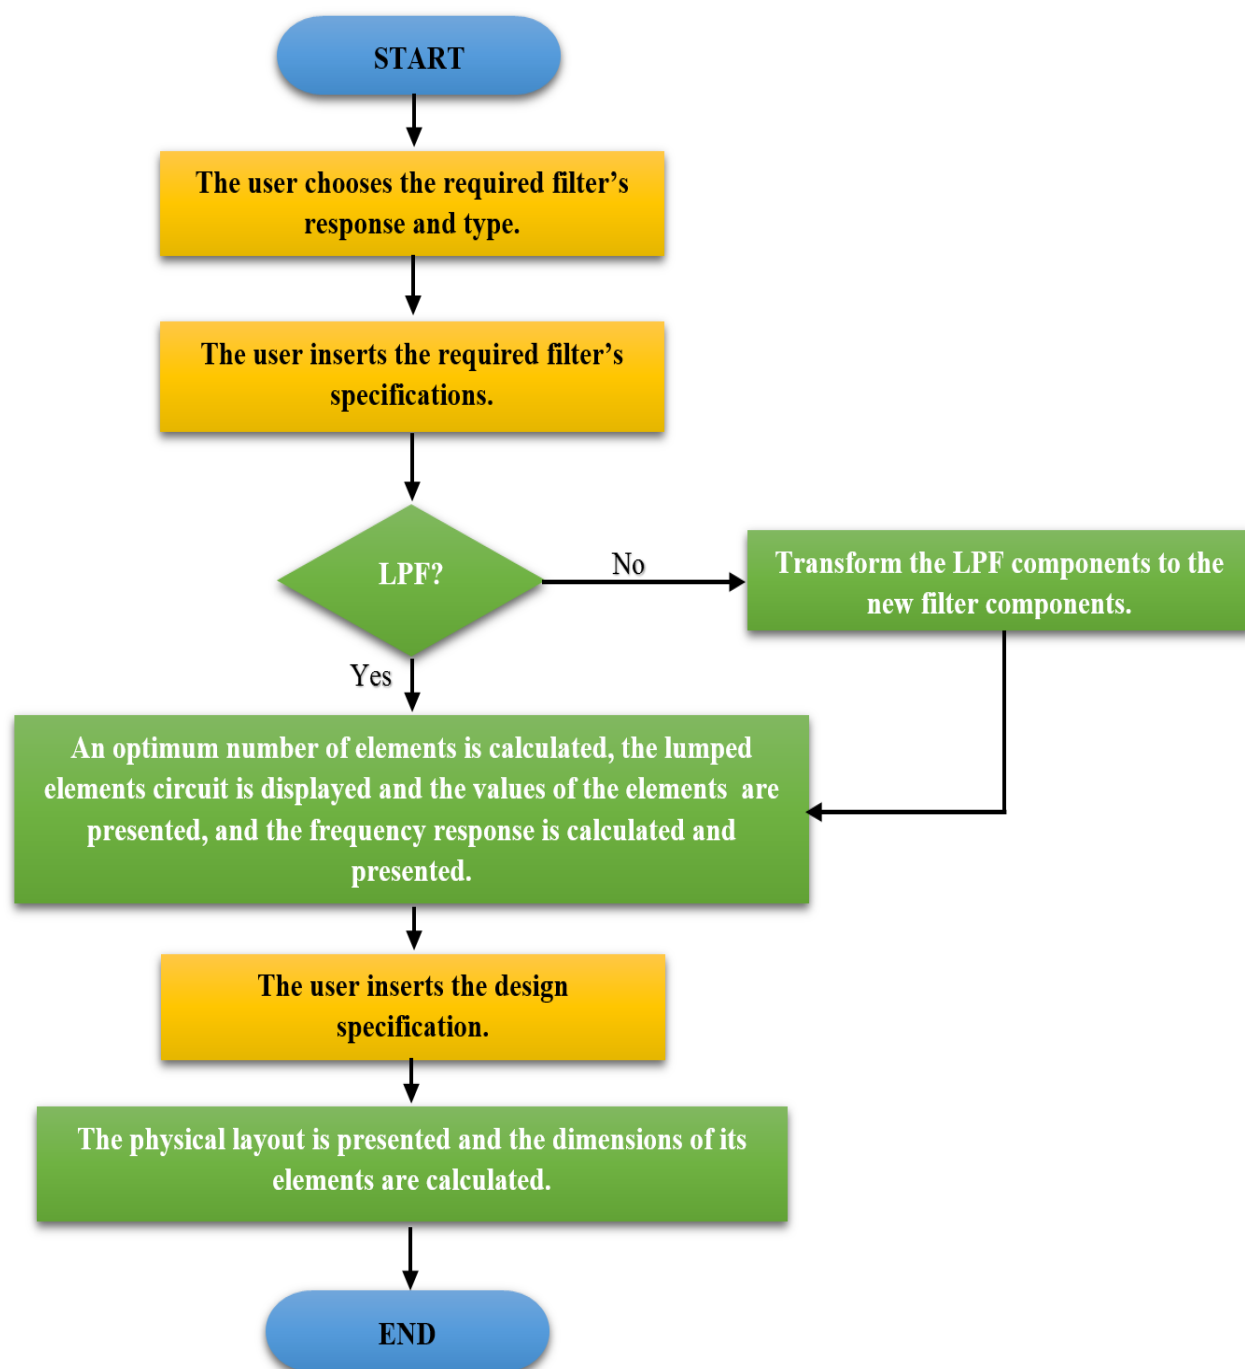 START
The user chooses the required filter’s
response and type.
The user inserts the required filter’s
specifications.
LPF?
No
Transform the LPF components to the
new filter components.
Yes
An optimum number of elements is calculated, the lumped
elements circuit is displayed and the values of the elements are
presented, and the frequency response is calculated and
presented.
The user inserts the design
specification.
The physical layout is presented and the dimensions of its
elements are calculated.
END